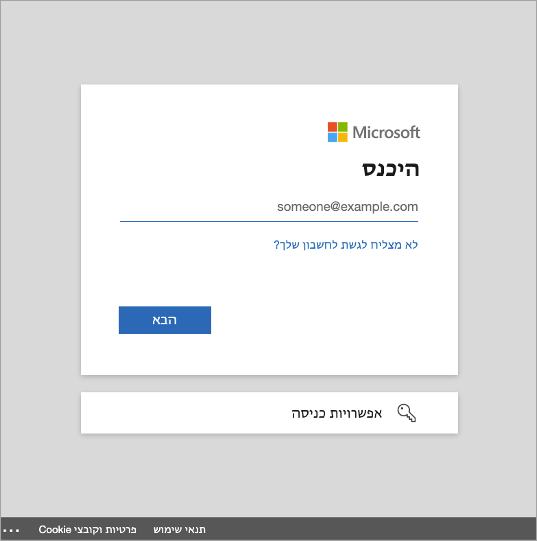 Microsoft
היכנס
someone@example.com
לא מצליח לגשת לחשבון שלך?
הבא
אפשרויות כניסה
תנאי שימוש פרטיות וקובצי Cookie ...